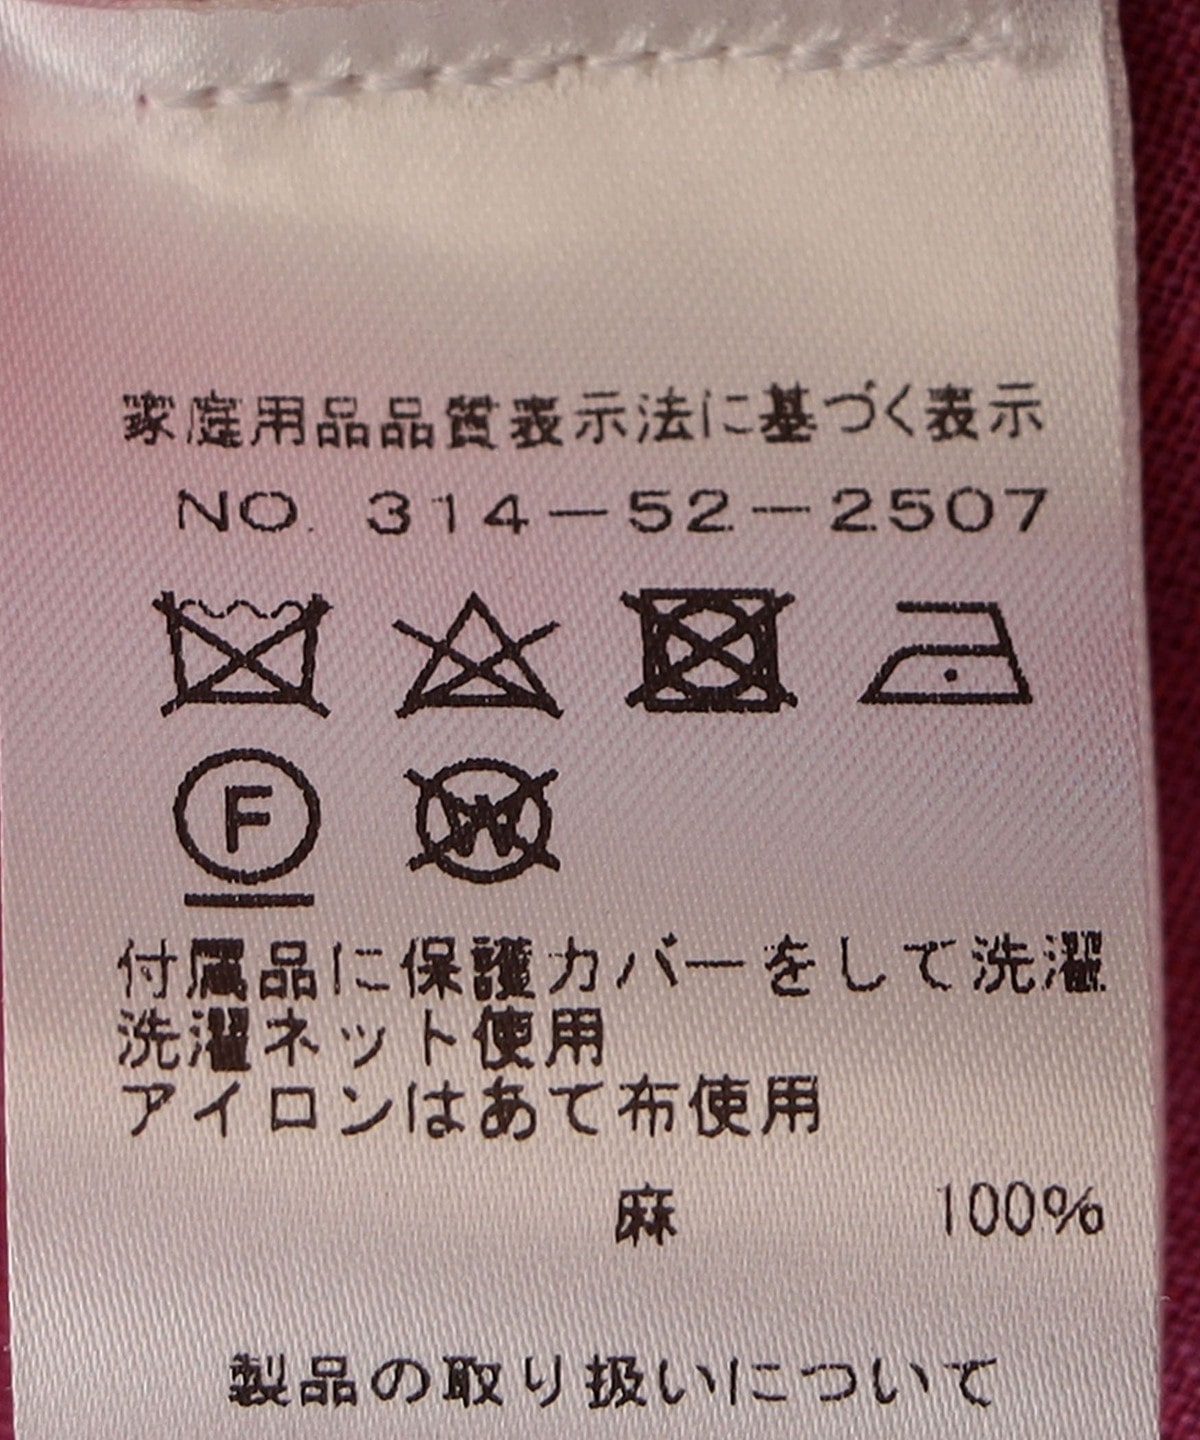 家庭用品品質表示法に基づく表示
NO. 314-52-2507
F W
付属品に保護カバーをして洗濯
洗濯ネット使用
アイロンはあて布使用
麻 100%
製品の取り扱いについて